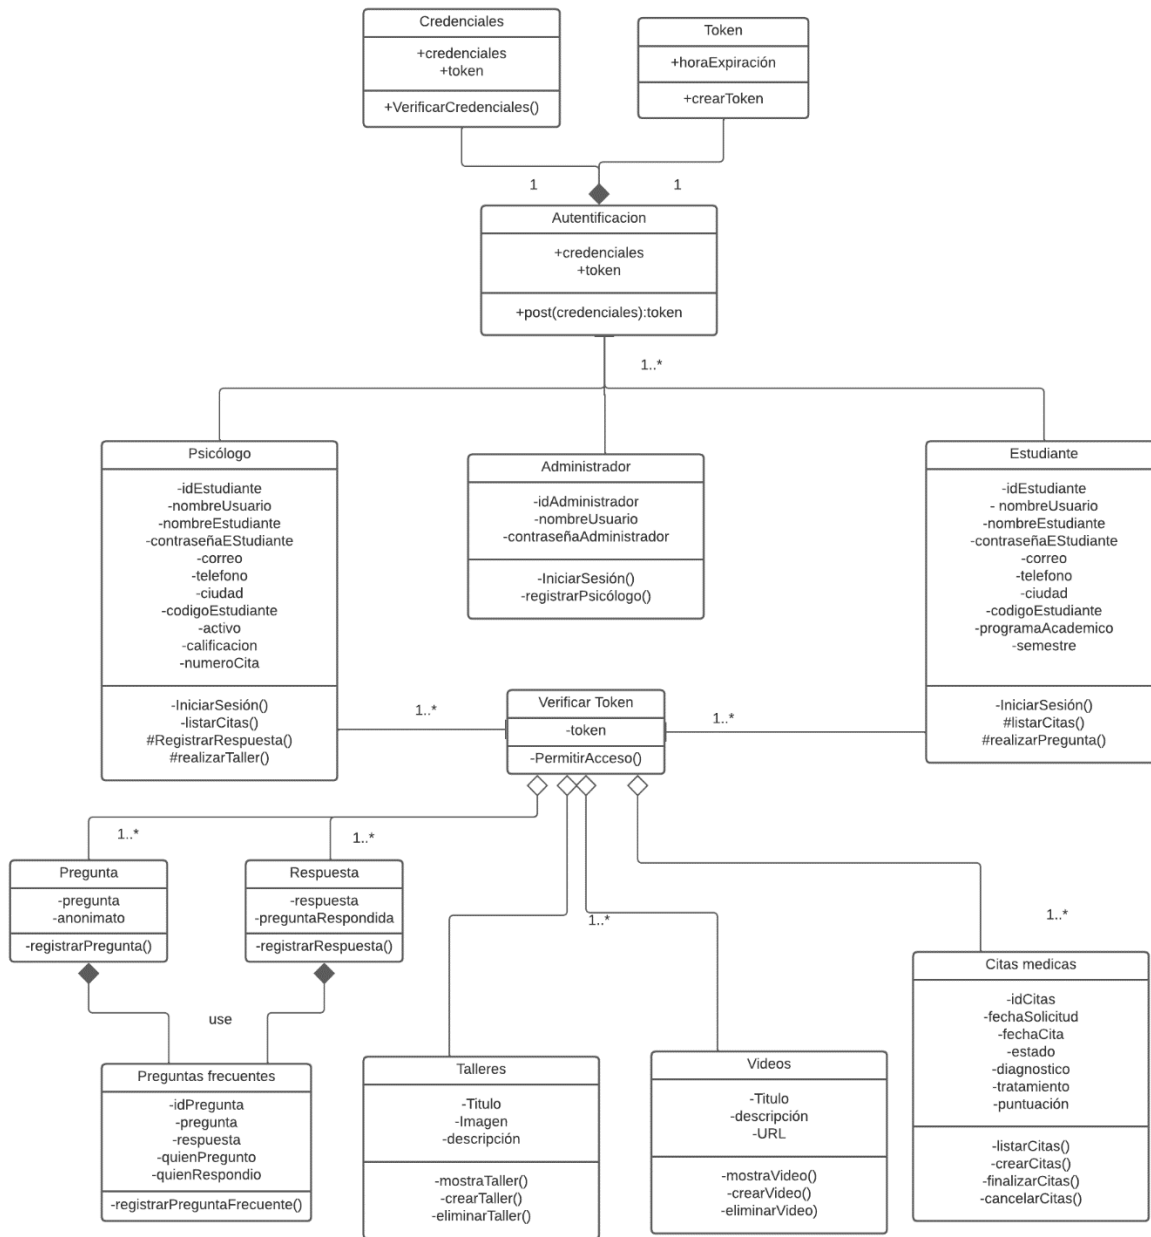 Credenciales
+credenciales
+token
+VerificarCredenciales()
Token
+horaExpiración
+crearToken
1
1
Autentificacion
+credenciales
+token
+post(credenciales):token
1..*
Psicólogo
-idEstudiante
-nombreUsuario
-nombreEstudiante
-contraseñaEStudiante
-correo
-telefono
-ciudad
-codigoEstudiante
-activo
-calificacion
-numeroCita
-IniciarSesión()
-listarCitas()
#RegistrarRespuesta()
#realizarTaller()
Administrador
-idAdministrador
-nombreUsuario
-contraseñaAdministrador
-IniciarSesión()
-registrarPsicólogo()
Estudiante
-idEstudiante
- nombreUsuario
-nombreEstudiante
-contraseñaEStudiante
-correo
-telefono
-ciudad
-codigoEstudiante
-programaAcademico
-semestre
-IniciarSesión()
#listarCitas()
#realizarPregunta()
1..*
Verificar Token
-token
-PermitirAcceso()
1..*
1..*
1..*
Pregunta
-pregunta
-anonimato
-registrarPregunta()
Respuesta
-respuesta
-preguntaRespondida
-registrarRespuesta()
1..*
1..*
use
Preguntas frecuentes
-idPregunta
-pregunta
-respuesta
-quienPregunto
-quienRespondio
-registrarPreguntaFrecuente()
Talleres
-Titulo
-Imagen
-descripción
-mostraTaller()
-crearTaller()
-eliminarTaller()
Videos
-Titulo
-descripción
-URL
-mostraVideo()
-crearVideo()
-eliminarVideo)
Citas medicas
-idCitas
-fechaSolicitud
-fechaCita
-estado
-diagnostico
-tratamiento
-puntuación
-listarCitas()
-crearCitas()
-finalizarCitas()
-cancelarCitas()